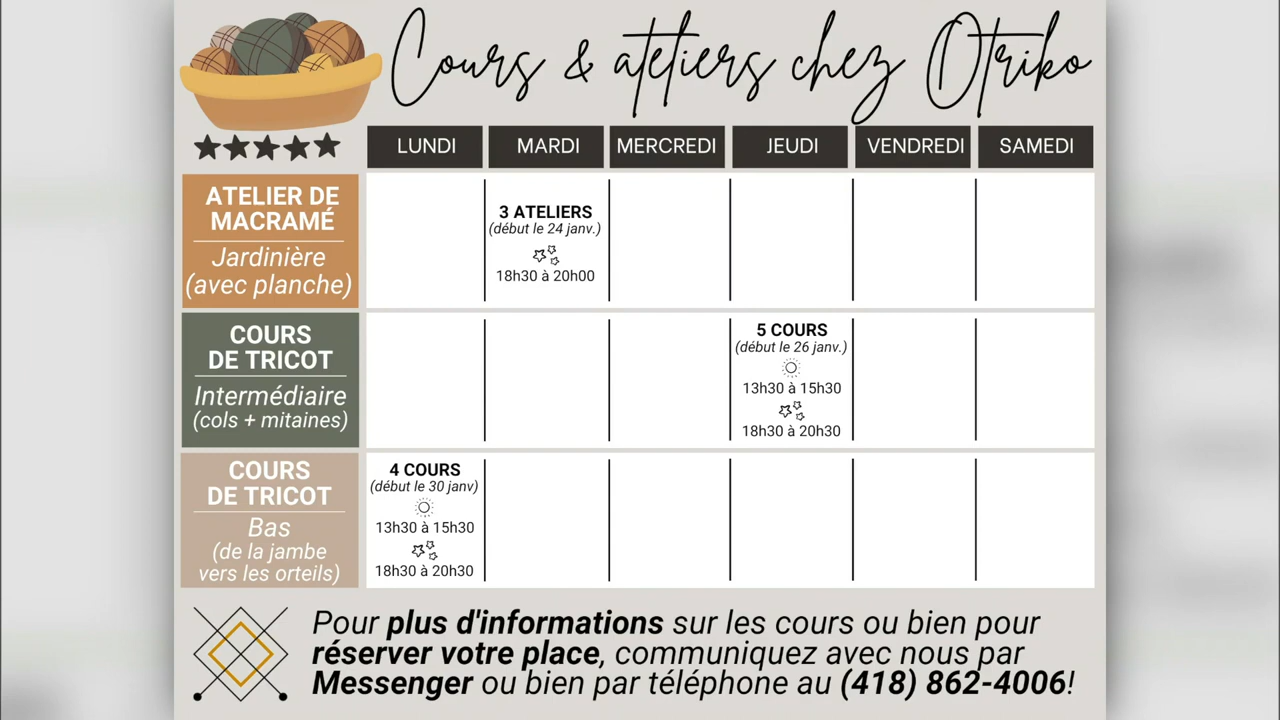 Cours & ateliers chez Otriko
LUNDI
MARDI
MERCREDI
JEUDI
VENDREDI
SAMEDI
ATELIER DE
MACRAMÉ
Jardinière
(avec planche)
3 ATELIERS
(début le 24 janv.)
18h30 à 20h00
COURS
DE TRICOT
Intermédiaire
(cols + mitaines)
5 COURS
(début le 26 janv.)
13h30 à 15h30
18h30 à 20h30
COURS
DE TRICOT
Bas
(de la jambe
vers les orteils)
4 COURS
(début le 30 janv)
13h30 à 15h30
18h30 à 20h30
Pour plus d'informations sur les cours ou bien pour
réserver votre place, communiquez avec nous par
Messenger ou bien par téléphone au (418) 862-4006!